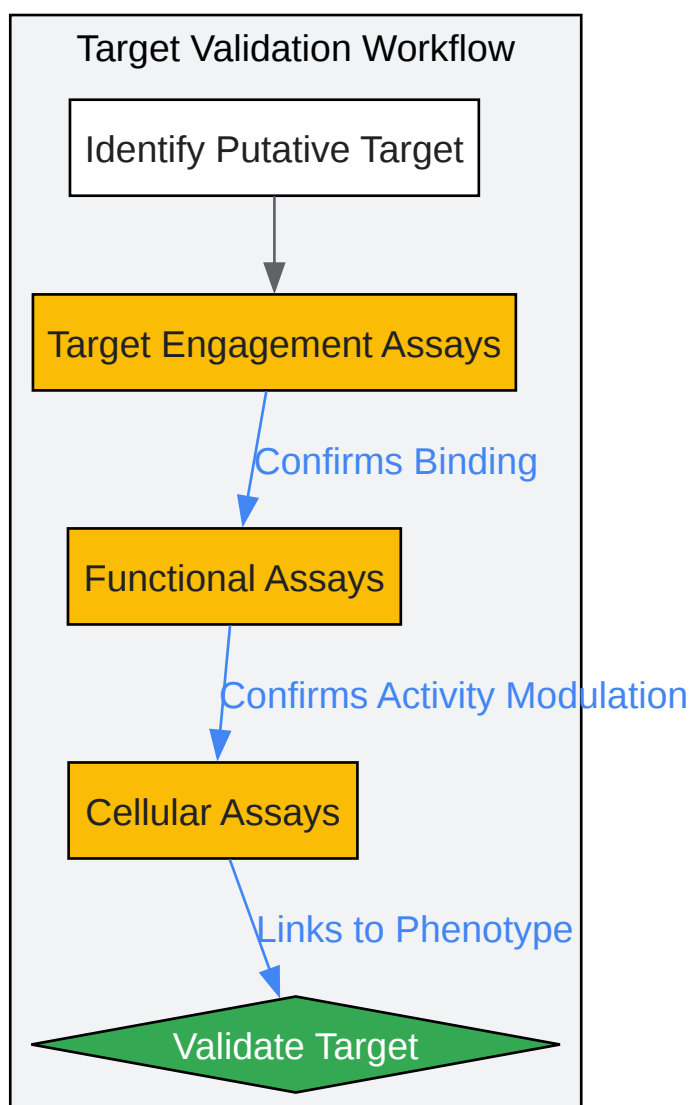 Target Validation Workflow
Identify Putative Target
Target Engagement Assays
Confirms Binding
Functional Assays
Confirms Activity Modulation
Cellular Assays
Links to Phenotype
Validate Target